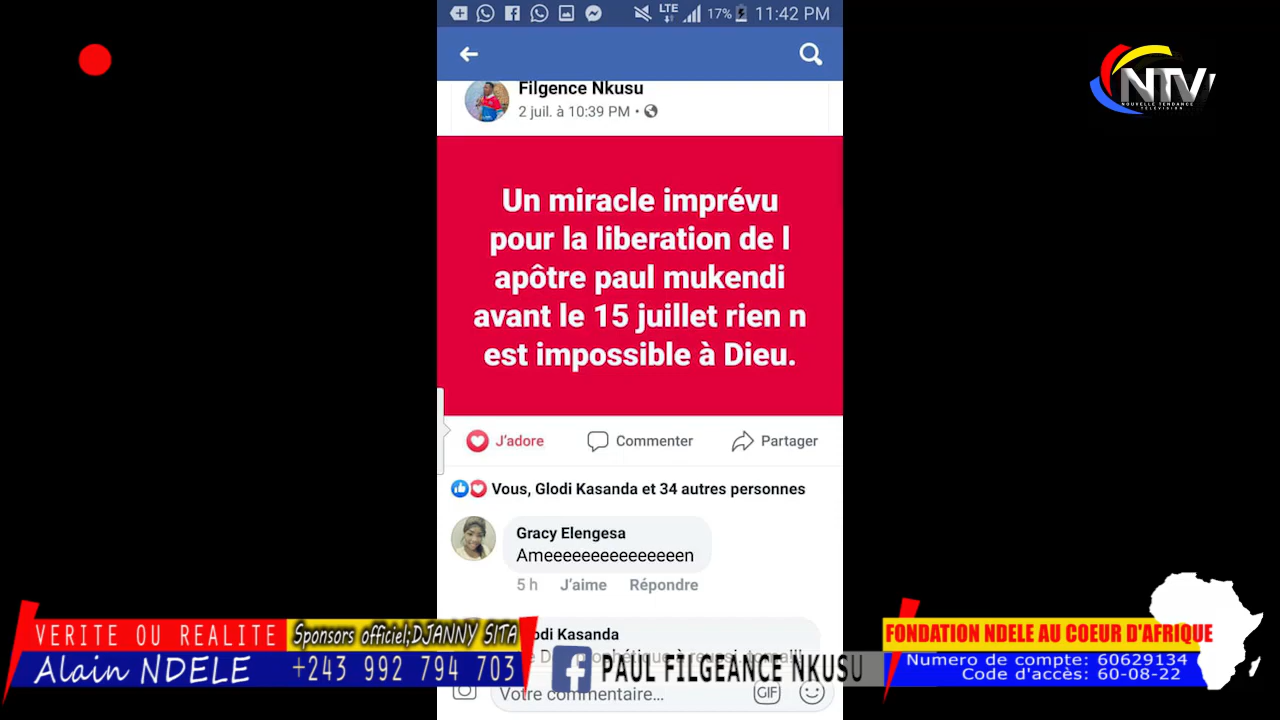 LTE
17%
11:42 PM
Filgence Nkusu
2 juil. à 10:39 PM •
NTV
NOUVELLE TENDANCE
TELEVISION
Un miracle imprévu
pour la liberation de l
apôtre paul mukendi
avant le 15 juillet rien n
est impossible à Dieu.
J'adore
Commenter
Partager
Vous, Glodi Kasanda et 34 autres personnes
Gracy Elengesa
Ameeeeeeeeeeeeeeen
5 h J'aime Répondre
Kasanda
Votre commentaire...
GIF
VERITE OU REALITE
Sponsors officiel;DJANNY SITA
Alain NDELE
+243 992 794 703
PAUL FILGEANCE NKUSU
FONDATION NDELE AU COEUR D'AFRIQUE
Numero de compte: 60629134
Code d'accès: 60-08-22